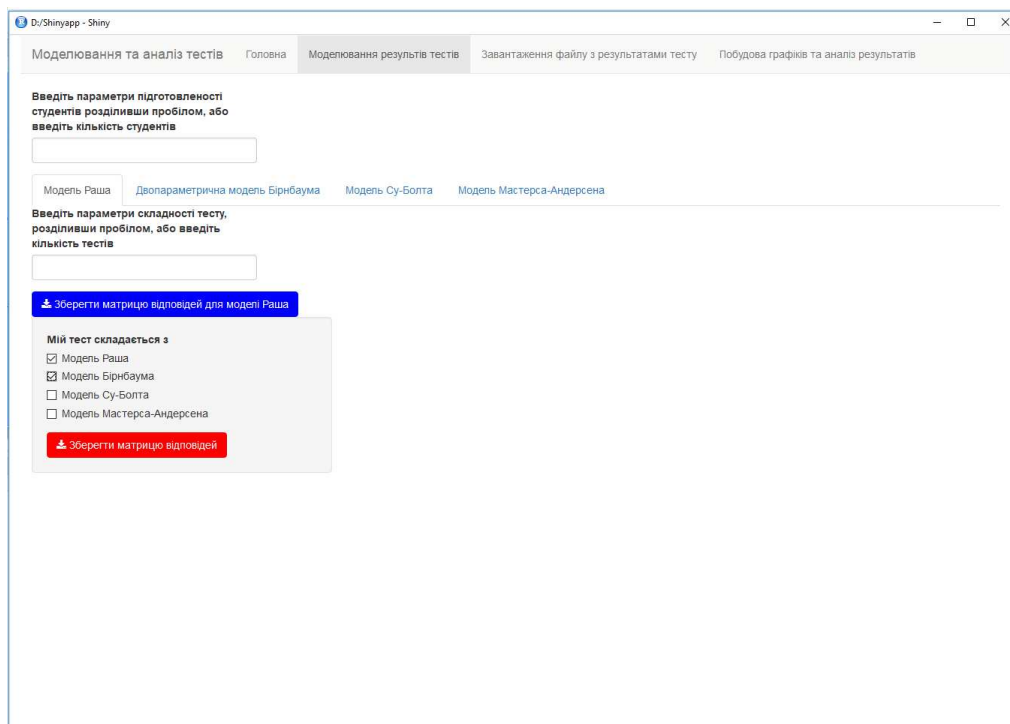 D:/Shinyapp - Shiny
Моделювання та аналіз тестів Головна Моделювання результів тестів Завантаження файлу з результатами тесту Побудова графіків та аналіз результатів
Введіть параметри підготовленості
студентів розділивши пробілом, або
введіть кількість студентів
Модель Раша Двопараметрична модель Бірнбаума Модель Су-Болта Модель Мастерса-Андерсена
Введіть параметри складності тесту,
розділивши пробілом, або введіть
кількість тестів
Зберегти матрицю відповідей для моделі Раша
Мій тест складається з
Модель Раша
Модель Бірнбаума
Модель Су-Болта
Модель Мастерса-Андерсена
Зберегти матрицю відповідей